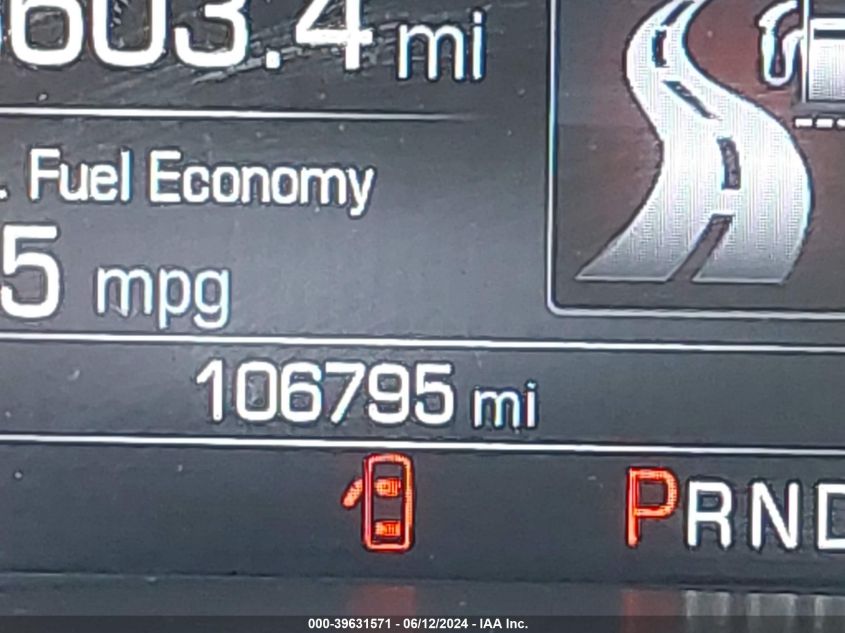 603.4 mi
. Fuel Economy
5 mpg
106795 mi
PRND
000-39631571 - 06/12/2024 - IAA Inc.